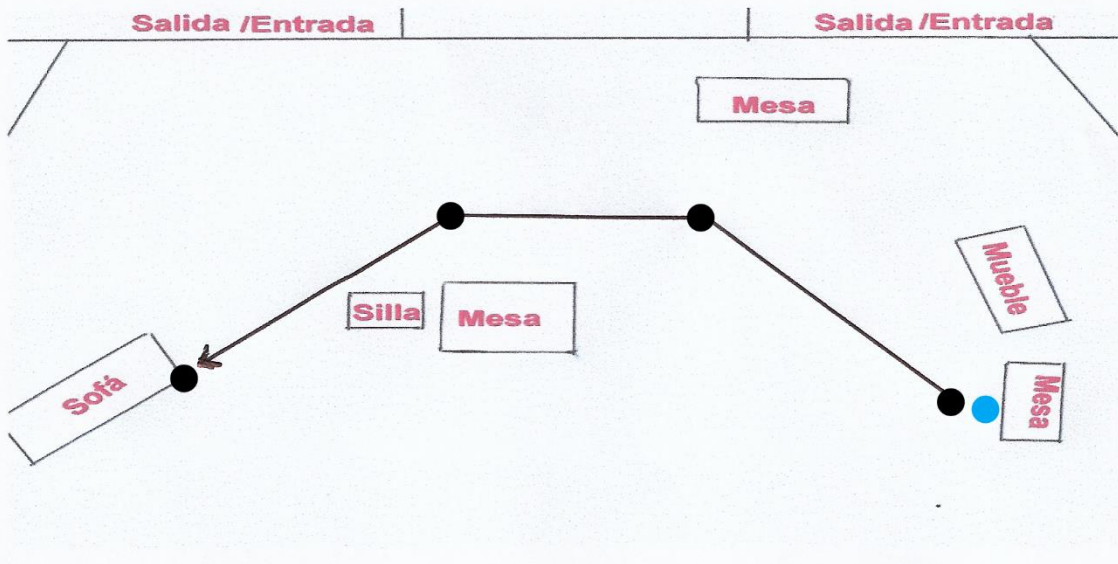 Salida /Entrada
Salida /Entrada
Mesa
Mueble
Silla
Mesa
Sofá
Mesa